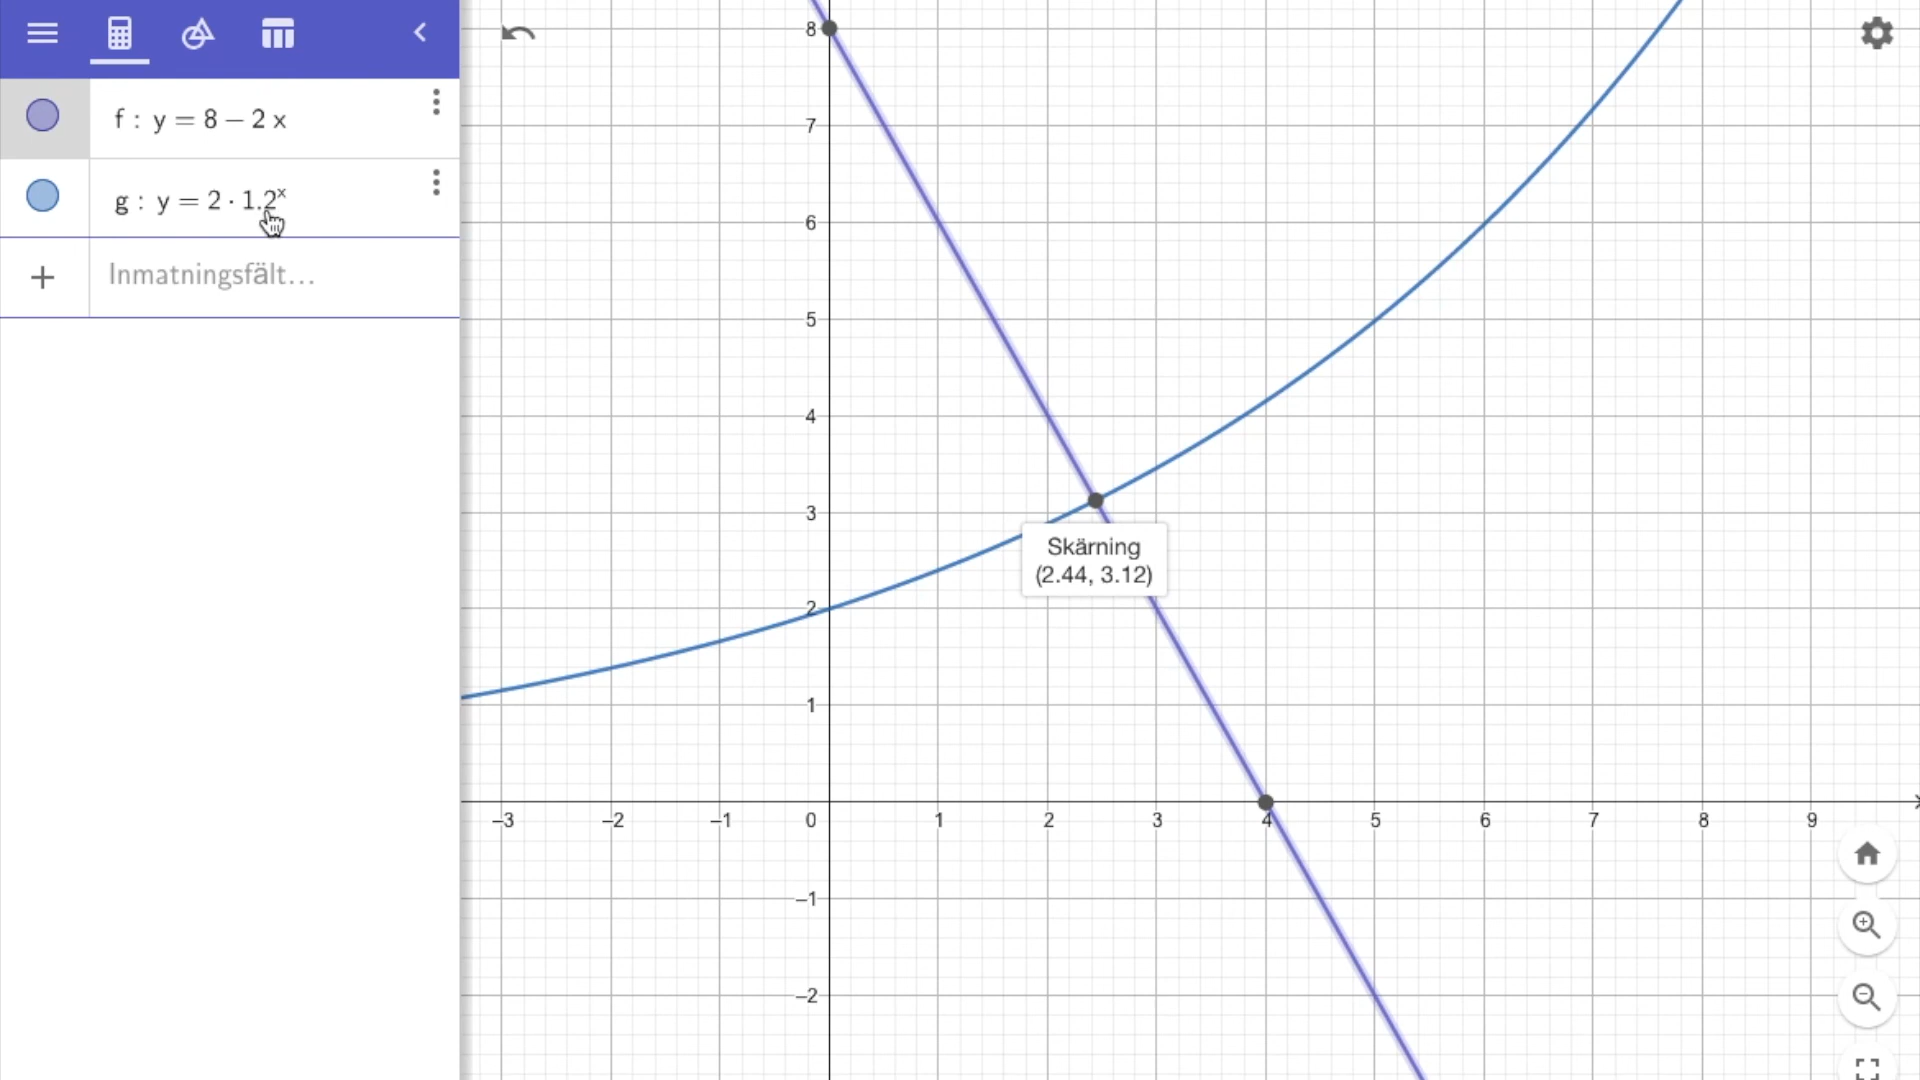 f : y = 8 – 2 x
g : y = 2 · 1.2ˣ
Inmatningsfält…
8
7
6
5
4
3
2
1
–1
–2
–3 –2 –1 0 1 2 3 4 5 6 7 8 9
Skärning
(2.44, 3.12)